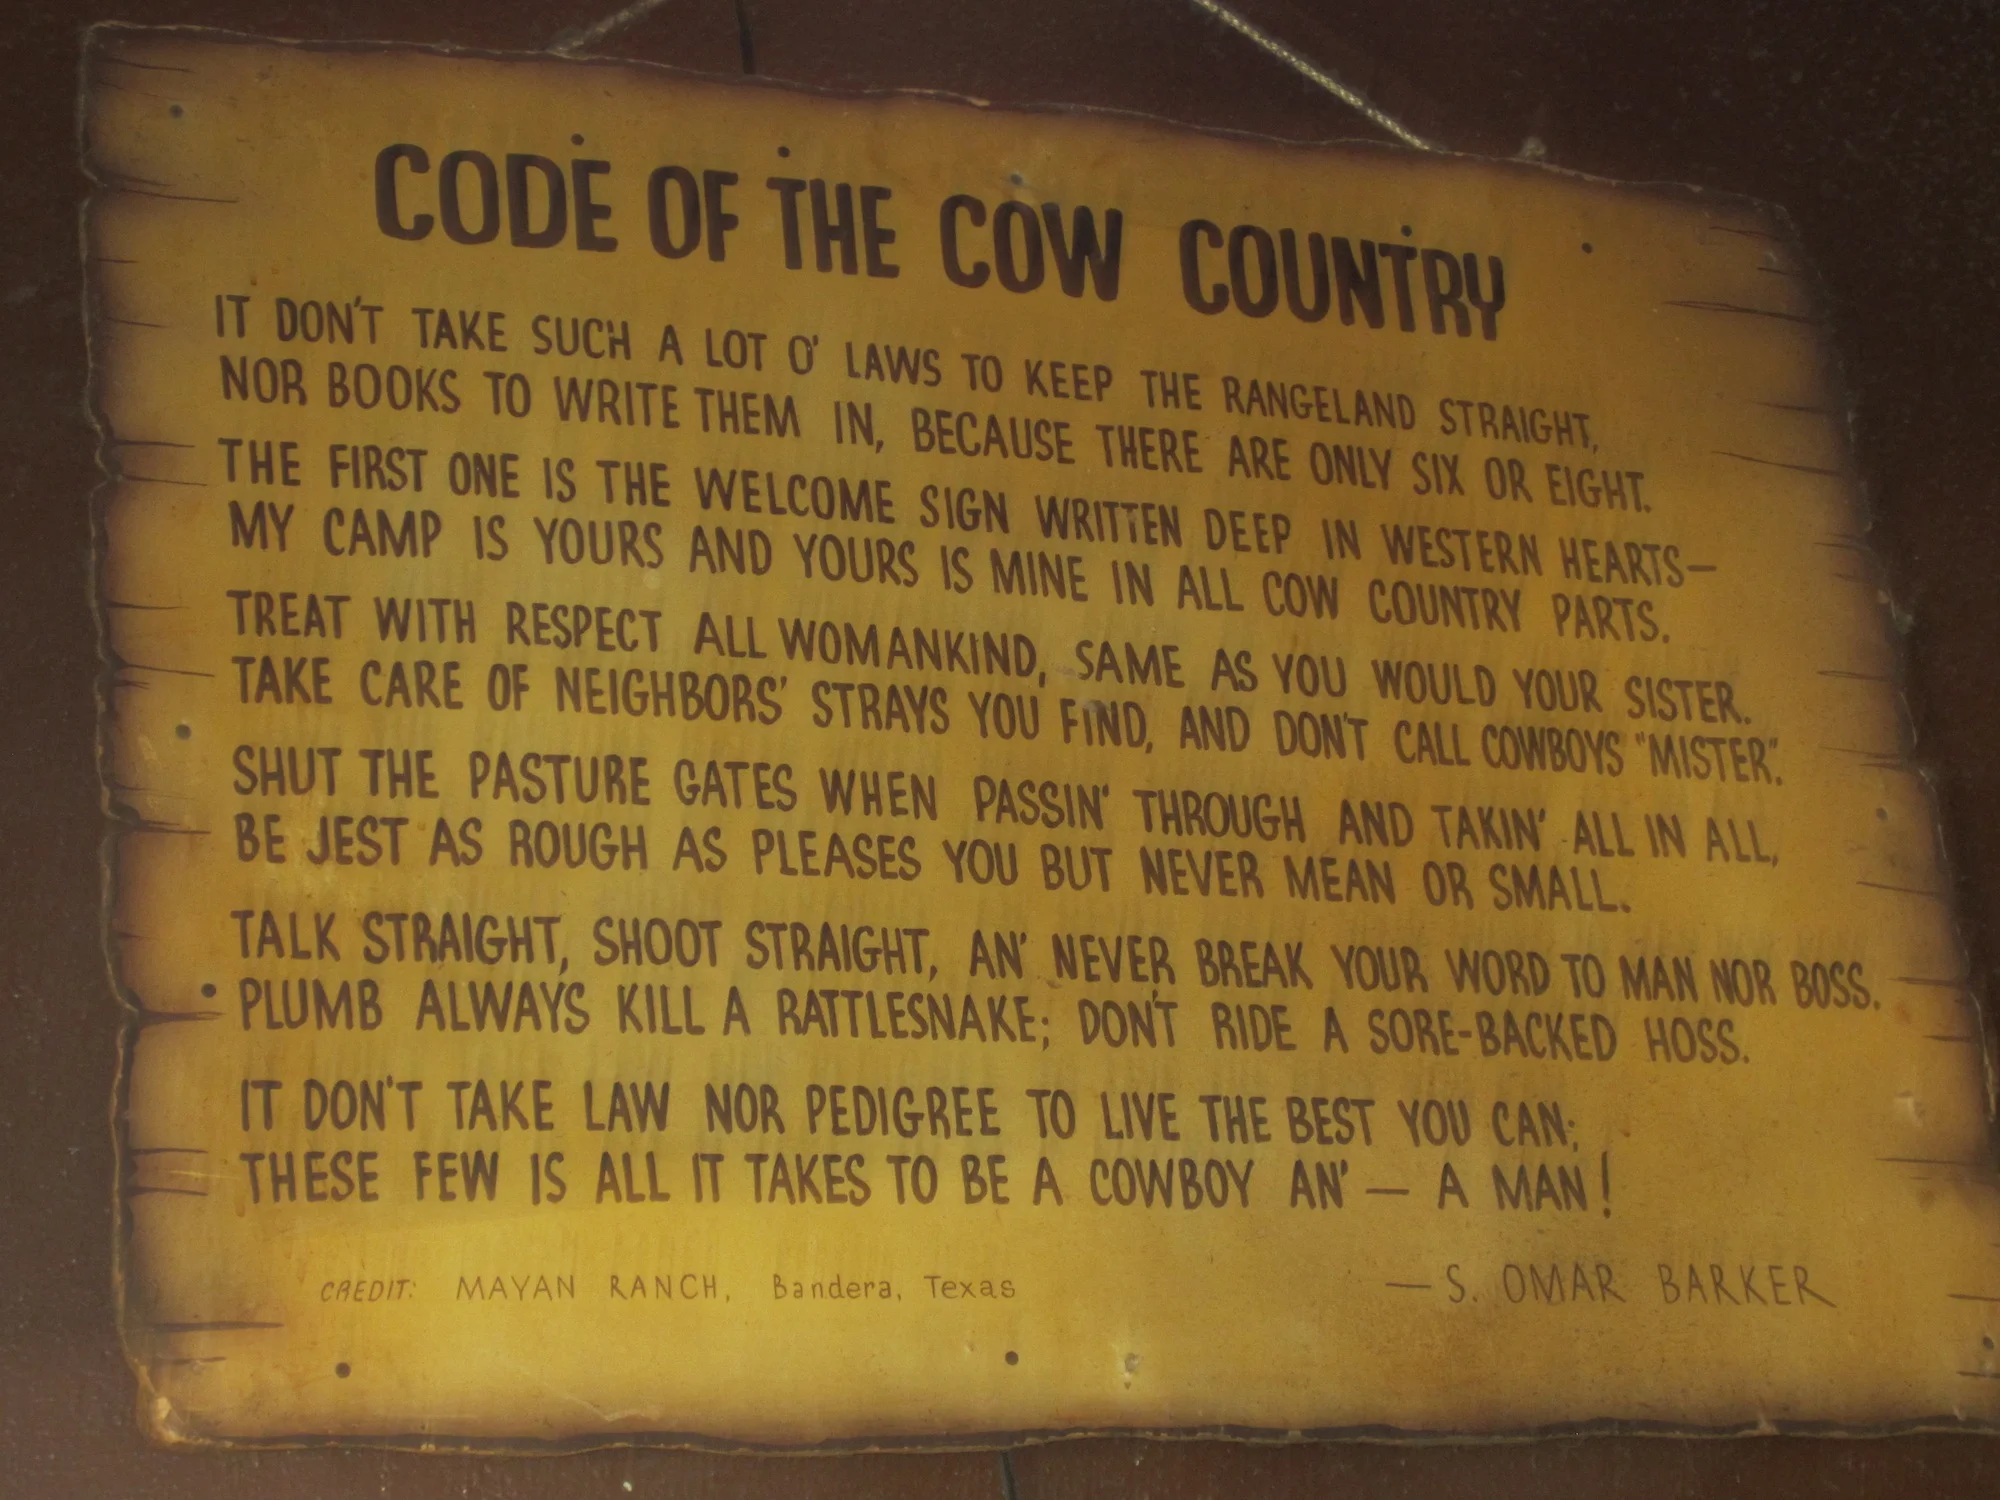 CODE OF THE COW COUNTRY
IT DON'T TAKE SUCH A LOT O' LAWS TO KEEP THE RANGELAND STRAIGHT,
NOR BOOKS TO WRITE THEM IN, BECAUSE THERE ARE ONLY SIX OR EIGHT.
THE FIRST ONE IS THE WELCOME SIGN WRITTEN DEEP IN WESTERN HEARTS—
MY CAMP IS YOURS AND YOURS IS MINE IN ALL COW COUNTRY PARTS.
TREAT WITH RESPECT ALL WOMANKIND, SAME AS YOU WOULD YOUR SISTER.
TAKE CARE OF NEIGHBORS' STRAYS YOU FIND, AND DON'T CALL COWBOYS "MISTER".
SHUT THE PASTURE GATES WHEN PASSIN' THROUGH AND TAKIN' ALL IN ALL,
BE JEST AS ROUGH AS PLEASES YOU BUT NEVER MEAN OR SMALL.
TALK STRAIGHT, SHOOT STRAIGHT, AN' NEVER BREAK YOUR WORD TO MAN NOR BOSS.
PLUMB ALWAYS KILL A RATTLESNAKE; DON'T RIDE A SORE-BACKED HOSS.
IT DON'T TAKE LAW NOR PEDIGREE TO LIVE THE BEST YOU CAN;
THESE FEW IS ALL IT TAKES TO BE A COWBOY AN' — A MAN!
CREDIT: MAYAN RANCH, Bandera, Texas
—S. OMAR BARKER